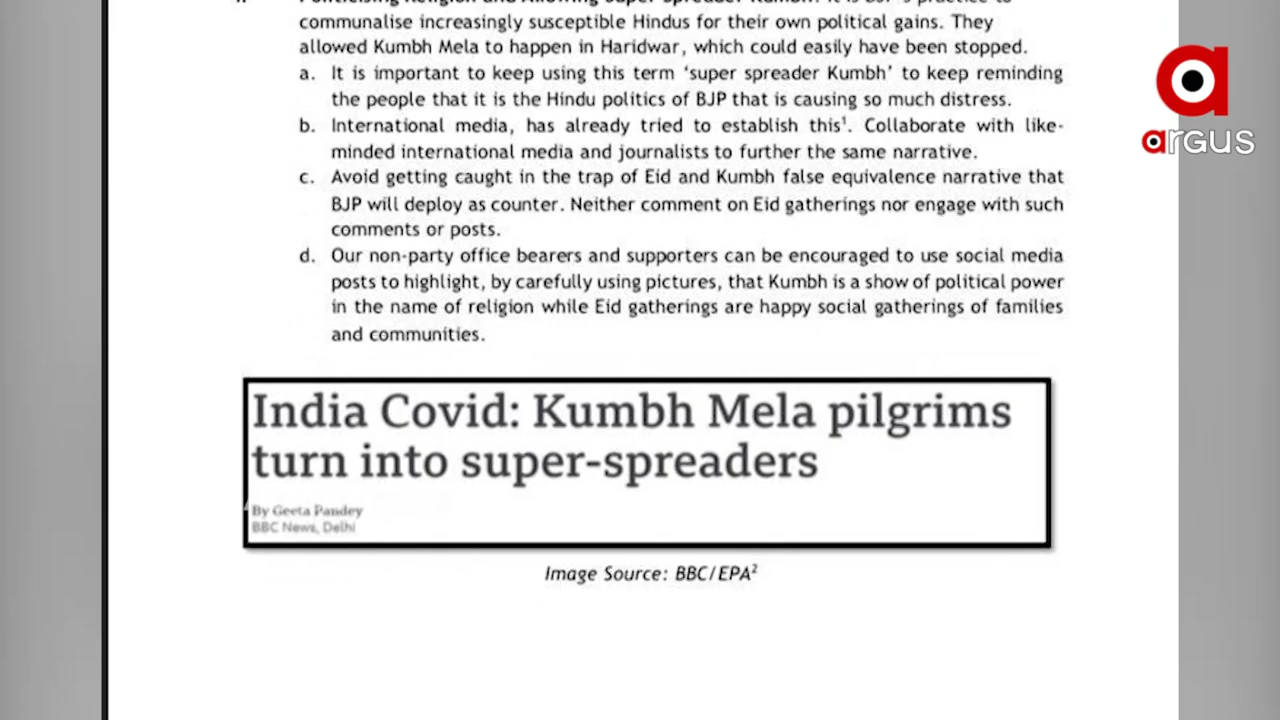 communalise increasingly susceptible Hindus for their own political gains. They
allowed Kumbh Mela to happen in Haridwar, which could easily have been stopped.
a. It is important to keep using this term ‘super spreader Kumbh’ to keep reminding
the people that it is the Hindu politics of BJP that is causing so much distress.
b. International media, has already tried to establish this¹. Collaborate with like-
minded international media and journalists to further the same narrative.
c. Avoid getting caught in the trap of Eid and Kumbh false equivalence narrative that
BJP will deploy as counter. Neither comment on Eid gatherings nor engage with such
comments or posts.
d. Our non-party office bearers and supporters can be encouraged to use social media
posts to highlight, by carefully using pictures, that Kumbh is a show of political power
in the name of religion while Eid gatherings are happy social gatherings of families
and communities.
India Covid: Kumbh Mela pilgrims
turn into super-spreaders
By Geeta Pandey
BBC News, Delhi
Image Source: BBC/EPA²
argus